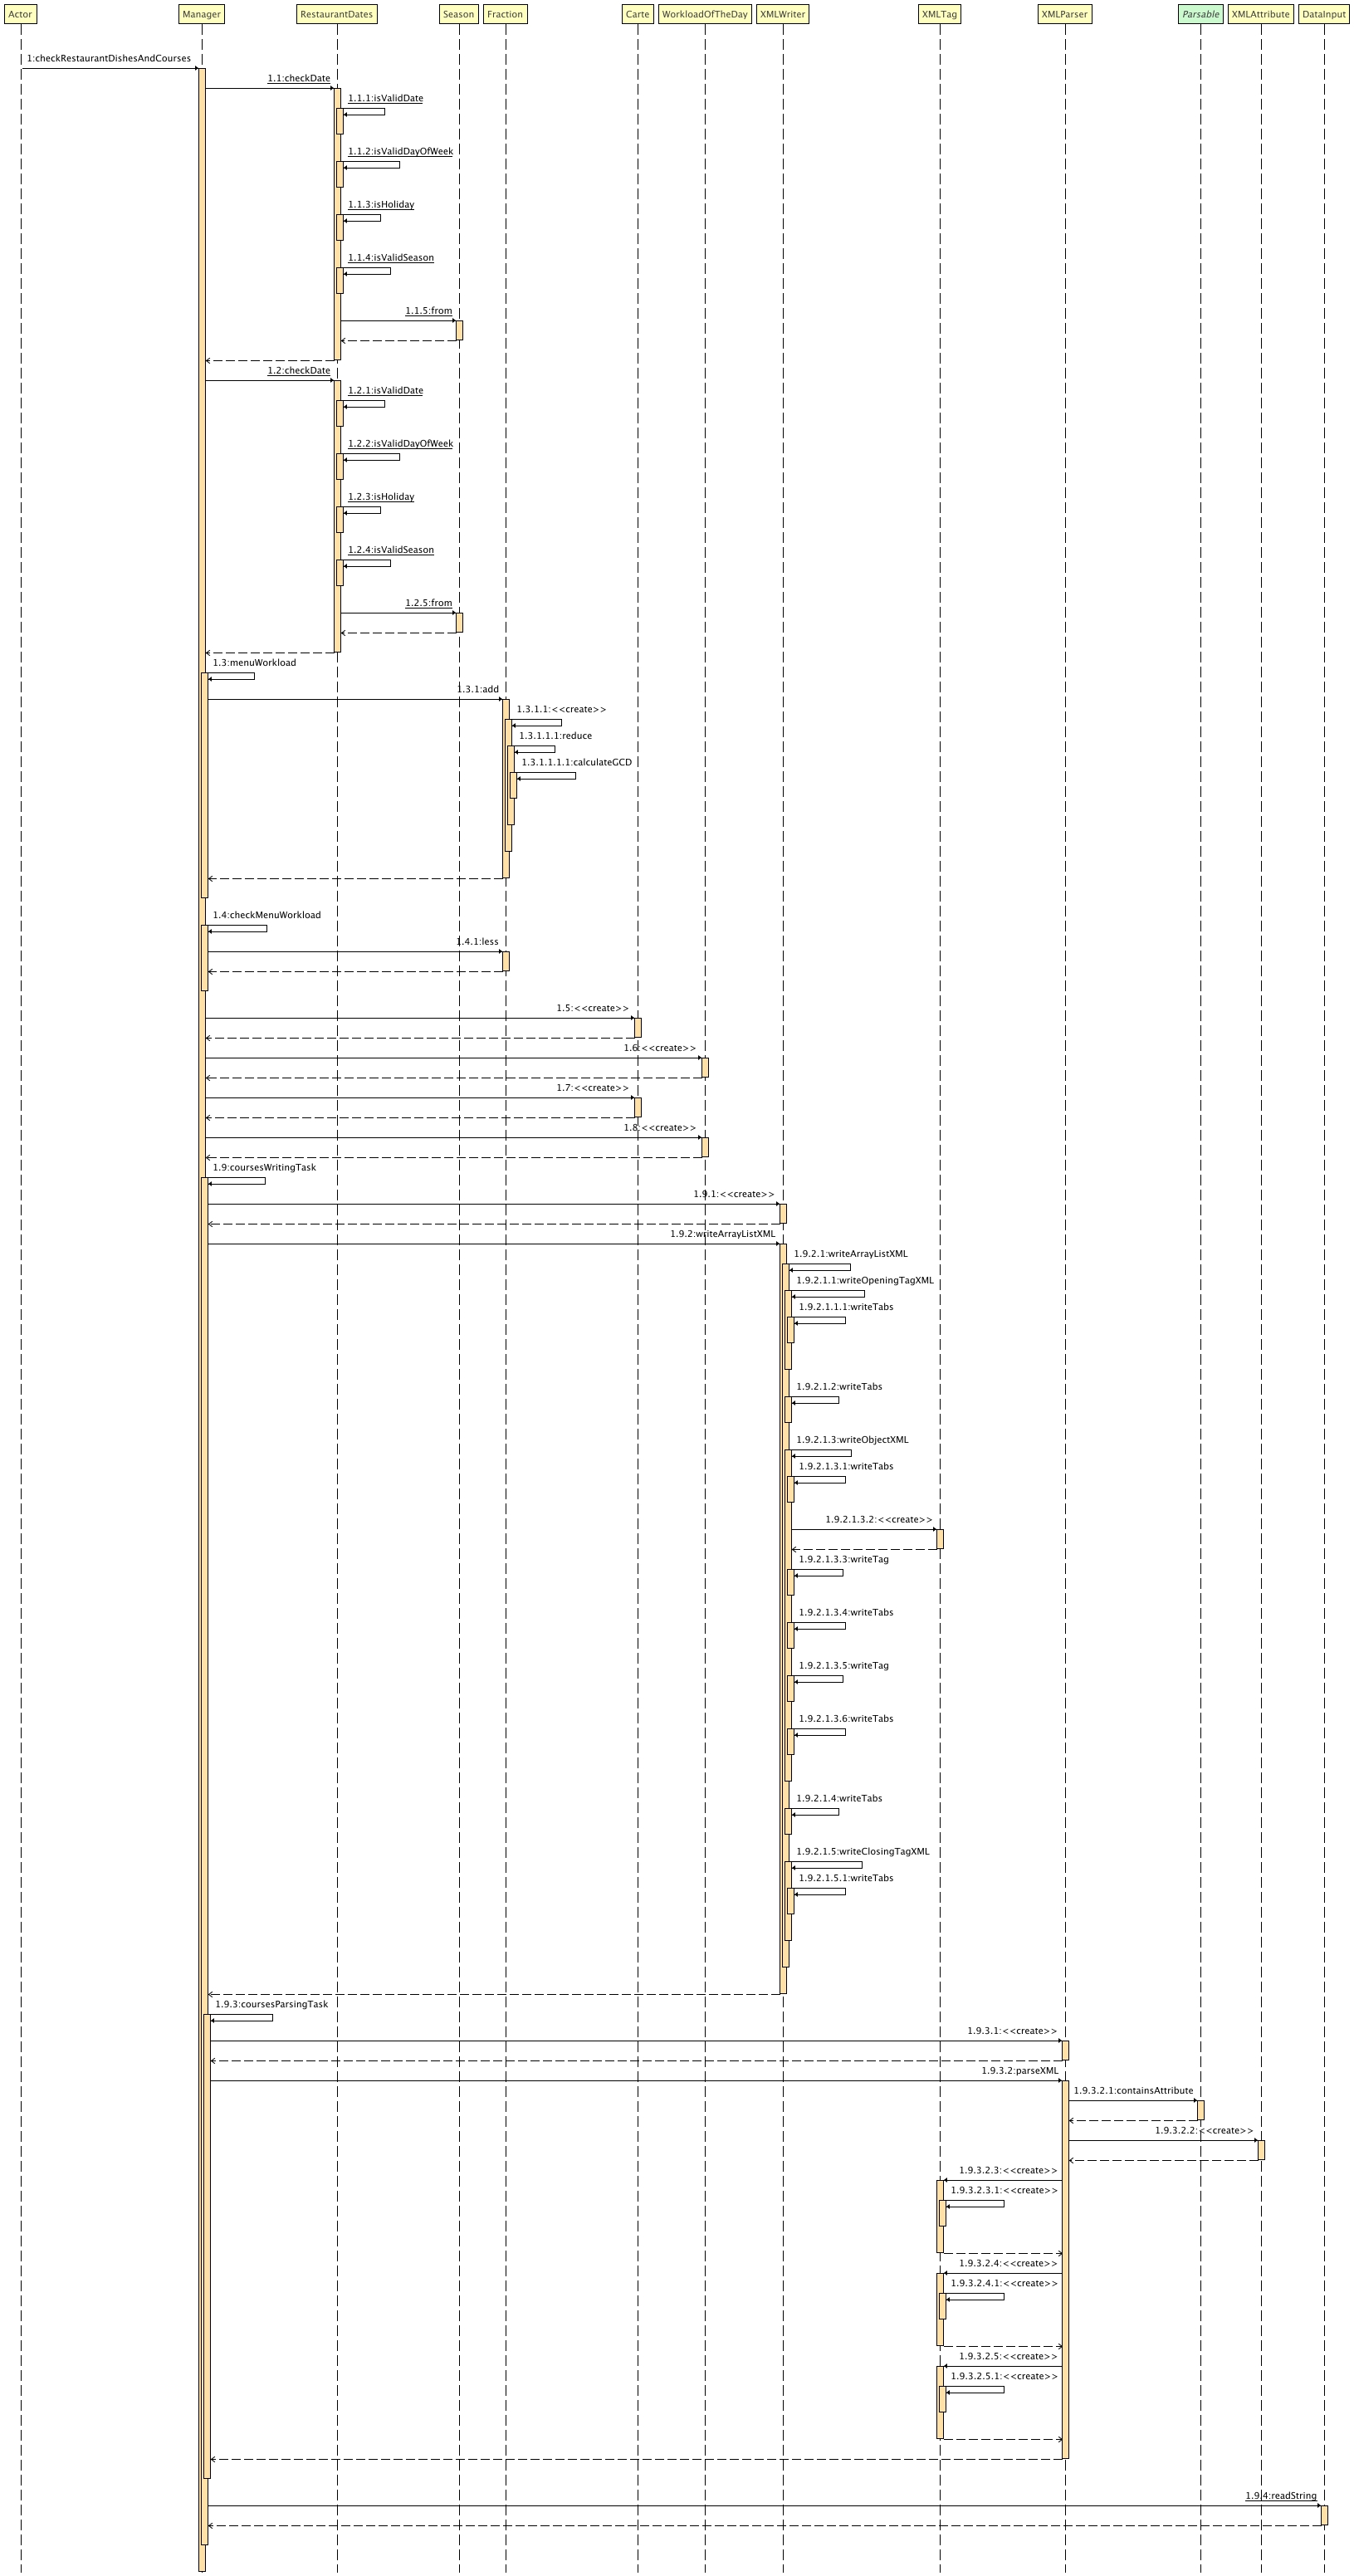 Actor
Manager
RestaurantDates
Season
Fraction
Carte
WorkloadOfTheDay
XMLWriter
XMLTag
XMLParser
Parsable
XMLAttribute
DataInput
1:checkRestaurantDishesAndCourses
1.1:checkDate
1.1.1:isValidDate
1.1.2:isValidDayOfWeek
1.1.3:isHoliday
1.1.4:isValidSeason
1.1.5:from
1.2:checkDate
1.2.1:isValidDate
1.2.2:isValidDayOfWeek
1.2.3:isHoliday
1.2.4:isValidSeason
1.2.5:from
1.3:menuWorkload
1.3.1:add
1.3.1.1:<<create>>
1.3.1.1.1:reduce
1.3.1.1.1.1:calculateGCD
1.4:checkMenuWorkload
1.4.1:less
1.5:<<create>>
1.6:<<create>>
1.7:<<create>>
1.8:<<create>>
1.9:coursesWritingTask
1.9.1:<<create>>
1.9.2:writeArrayListXML
1.9.2.1:writeArrayListXML
1.9.2.1.1:writeOpeningTagXML
1.9.2.1.1.1:writeTabs
1.9.2.1.2:writeTabs
1.9.2.1.3:writeObjectXML
1.9.2.1.3.1:writeTabs
1.9.2.1.3.2:<<create>>
1.9.2.1.3.3:writeTag
1.9.2.1.3.4:writeTabs
1.9.2.1.3.5:writeTag
1.9.2.1.3.6:writeTabs
1.9.2.1.4:writeTabs
1.9.2.1.5:writeClosingTagXML
1.9.2.1.5.1:writeTabs
1.9.3:coursesParsingTask
1.9.3.1:<<create>>
1.9.3.2:parseXML
1.9.3.2.1:containsAttribute
1.9.3.2.2:<<create>>
1.9.3.2.3:<<create>>
1.9.3.2.3.1:<<create>>
1.9.3.2.4:<<create>>
1.9.3.2.4.1:<<create>>
1.9.3.2.5:<<create>>
1.9.3.2.5.1:<<create>>
1.9.4:readString